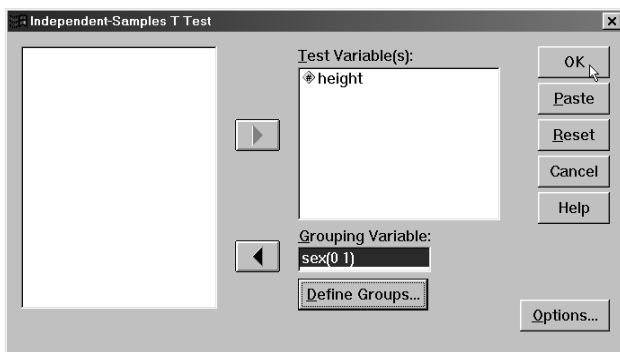 Independent-Samples T Test
Test Variable(s):
height
OK
Paste
Reset
Cancel
Help
Grouping Variable:
sex(0 1)
Define Groups...
Options...